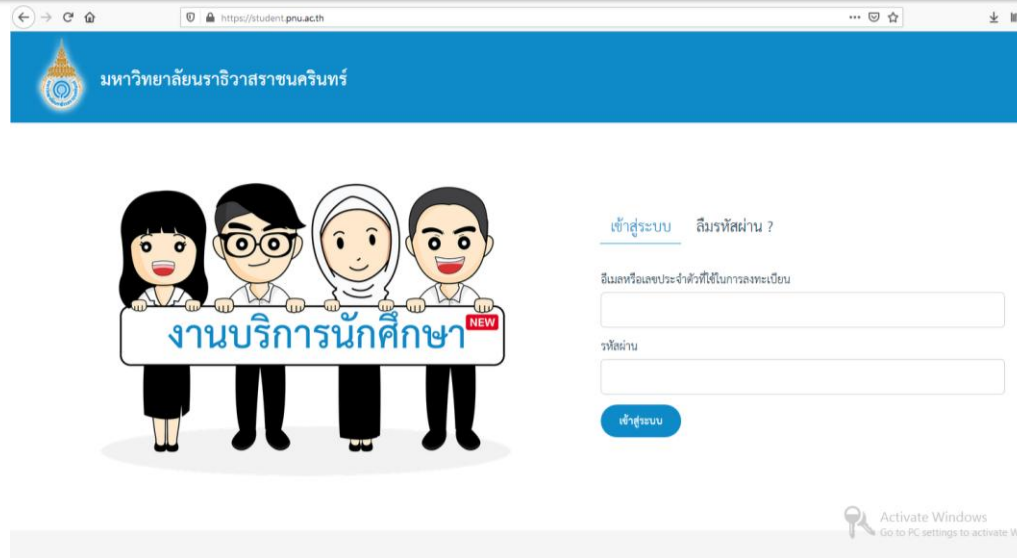 https://student.pnu.ac.th
มหาวิทยาลัยนราธิวาสราชนครินทร์
งานบริการนักศึกษา NEW
เข้าสู่ระบบ ลืมรหัสผ่าน ?
อีเมลหรือเลขประจำตัวที่ใช้ในการลงทะเบียน
รหัสผ่าน
เข้าสู่ระบบ
Activate Windows
Go to PC settings to activate W